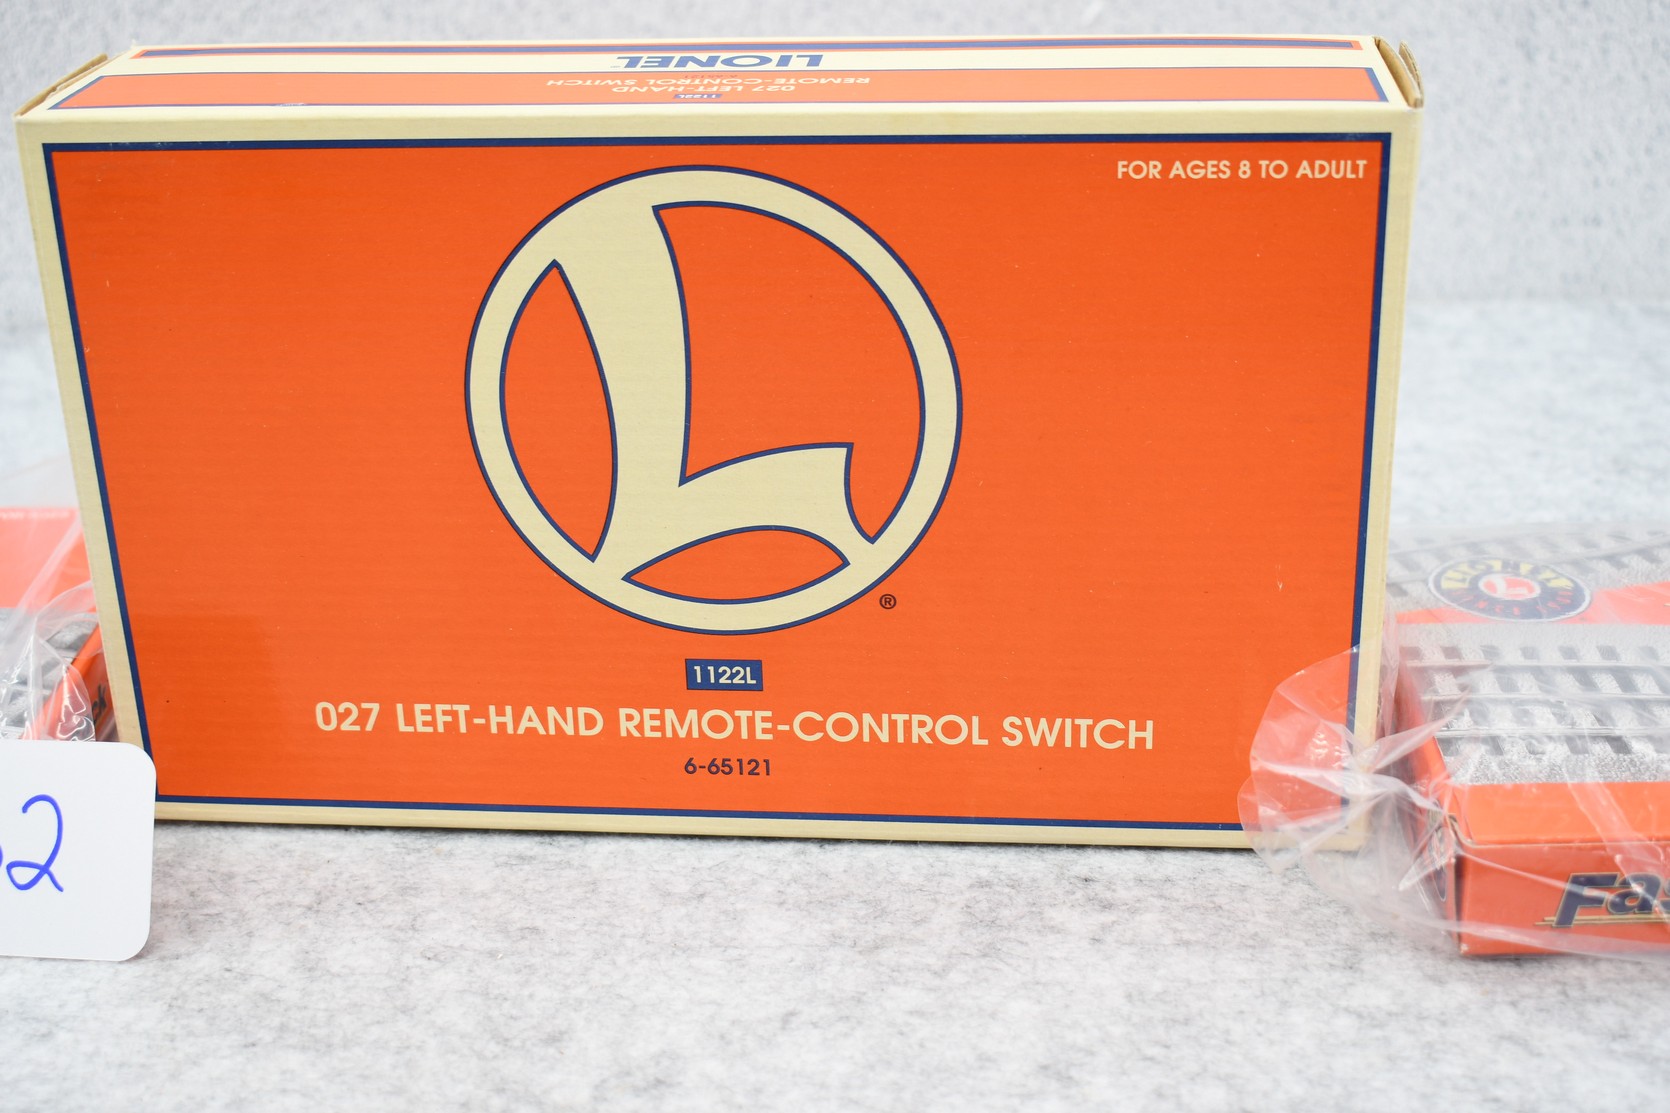 LIONEL
027 LEFT-HAND
REMOTE-CONTROL SWITCH
1122L
FOR AGES 8 TO ADULT
L
®
1122L
027 LEFT-HAND REMOTE-CONTROL SWITCH
6-65121
2
Fas